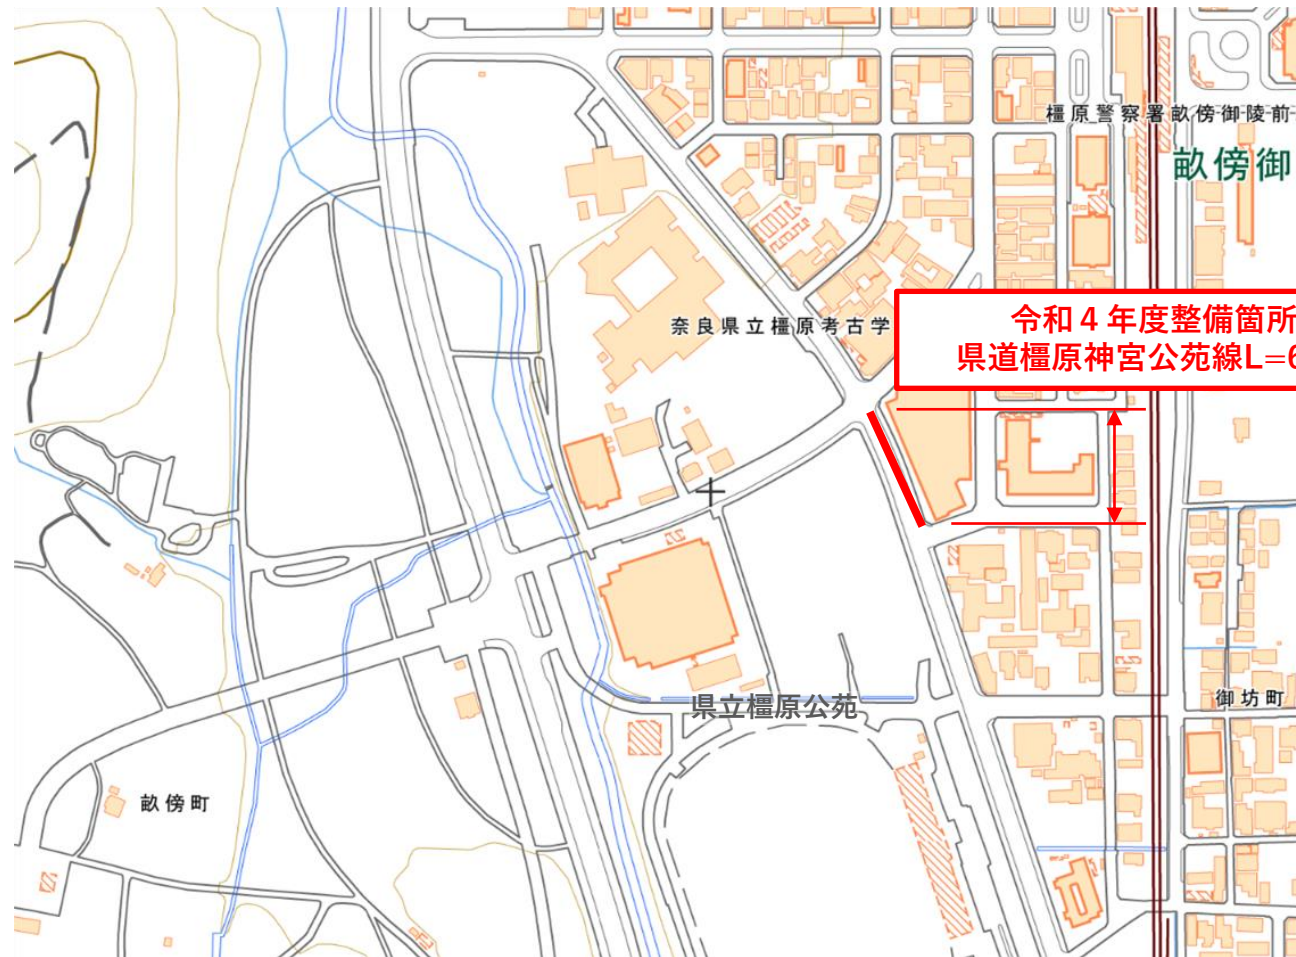 橿原警察署畝傍御陵前
畝傍御
令和４年度整備箇所
県道橿原神宮公苑線L=6
奈良県立橿原考古学
県立橿原公苑
御坊町
畝傍町